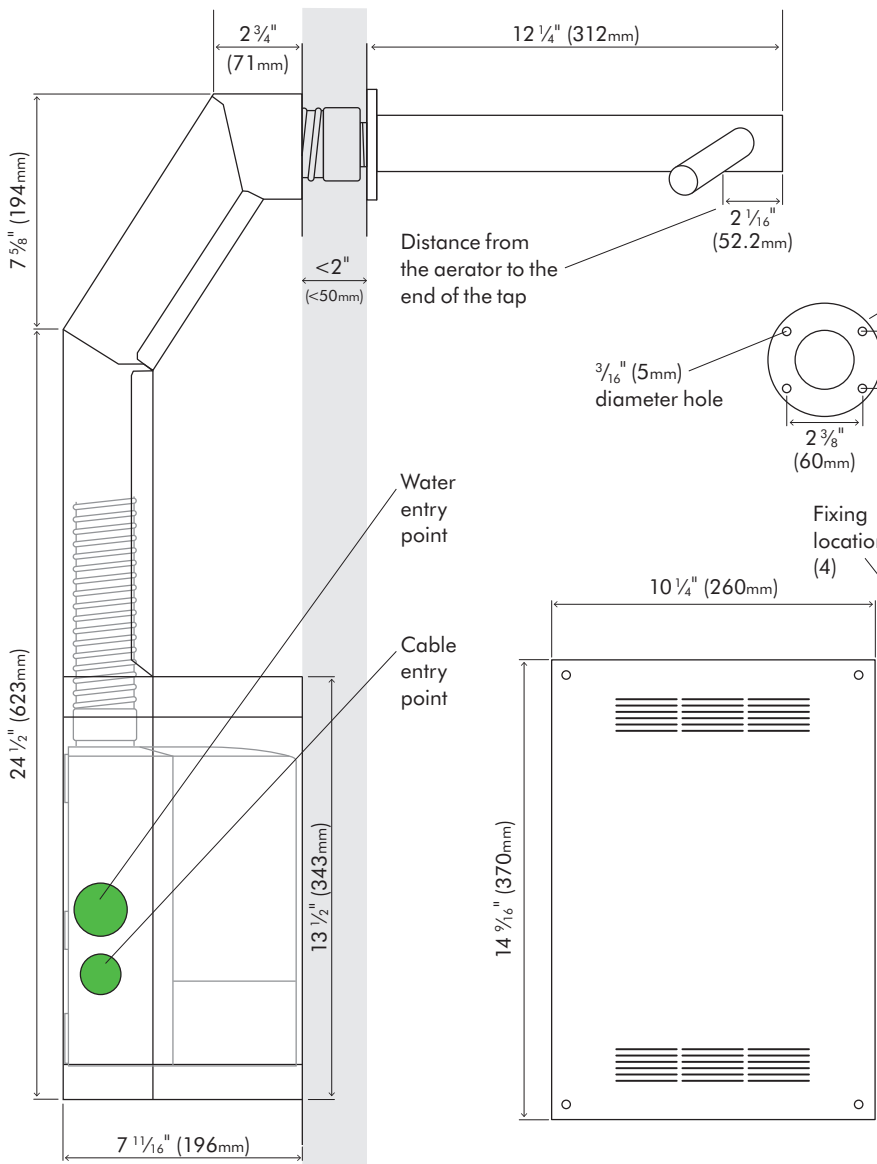 2 ¾"
(71mm)
12 ¼" (312mm)
7 ⅝" (194mm)
2 1/16"
(52.2mm)
Distance from
the aerator to the
end of the tap
<2"
(<50mm)
3/16" (5mm)
diameter hole
2 ⅜"
(60mm)
Water
entry
point
Fixing
location
(4)
10 ¼" (260mm)
Cable
entry
point
24 ½" (623mm)
13 ½" (343mm)
14 9/16" (370mm)
7 11/16" (196mm)